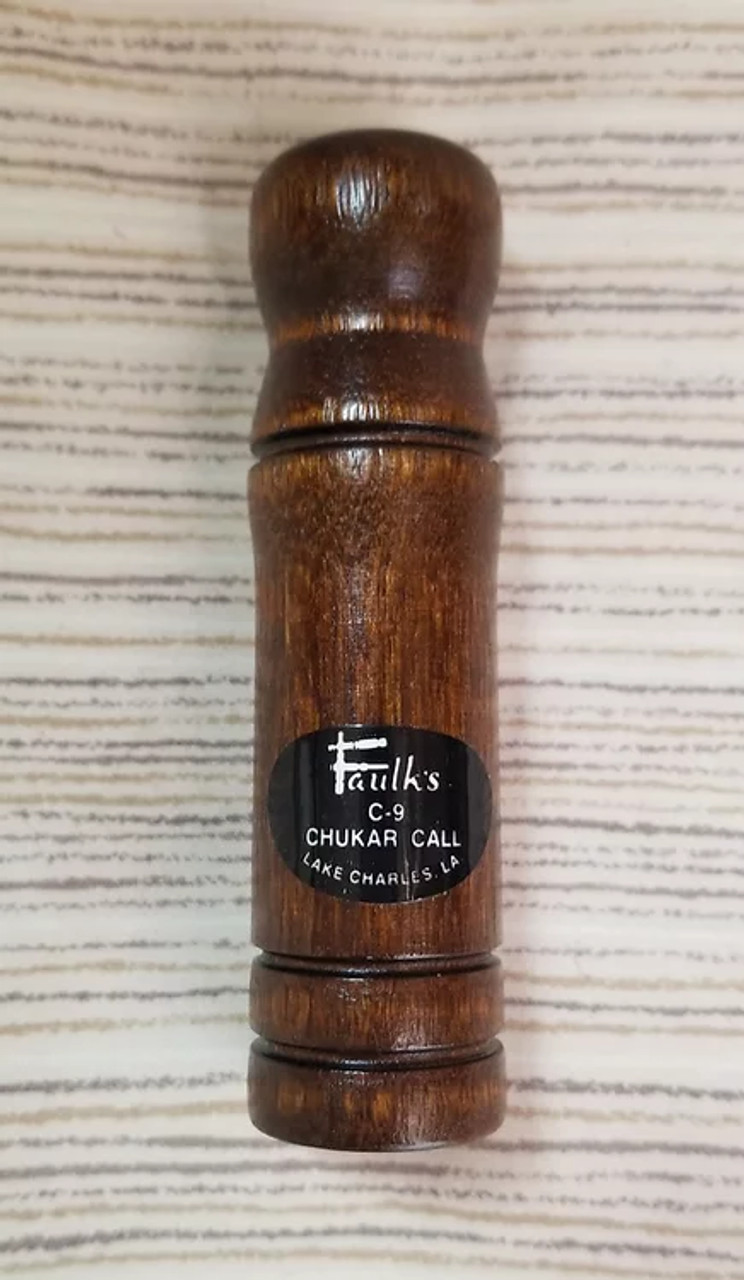 Faulk's
C-9
CHUKAR CALL
LAKE CHARLES, LA